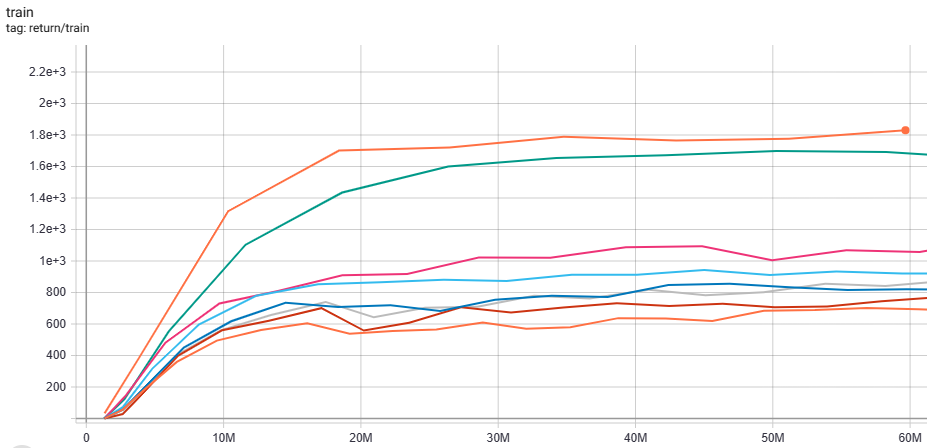 train
tag: return/train
2.2e+3
2e+3
1.8e+3
1.6e+3
1.4e+3
1.2e+3
1e+3
800
600
400
200
0 10M 20M 30M 40M 50M 60M